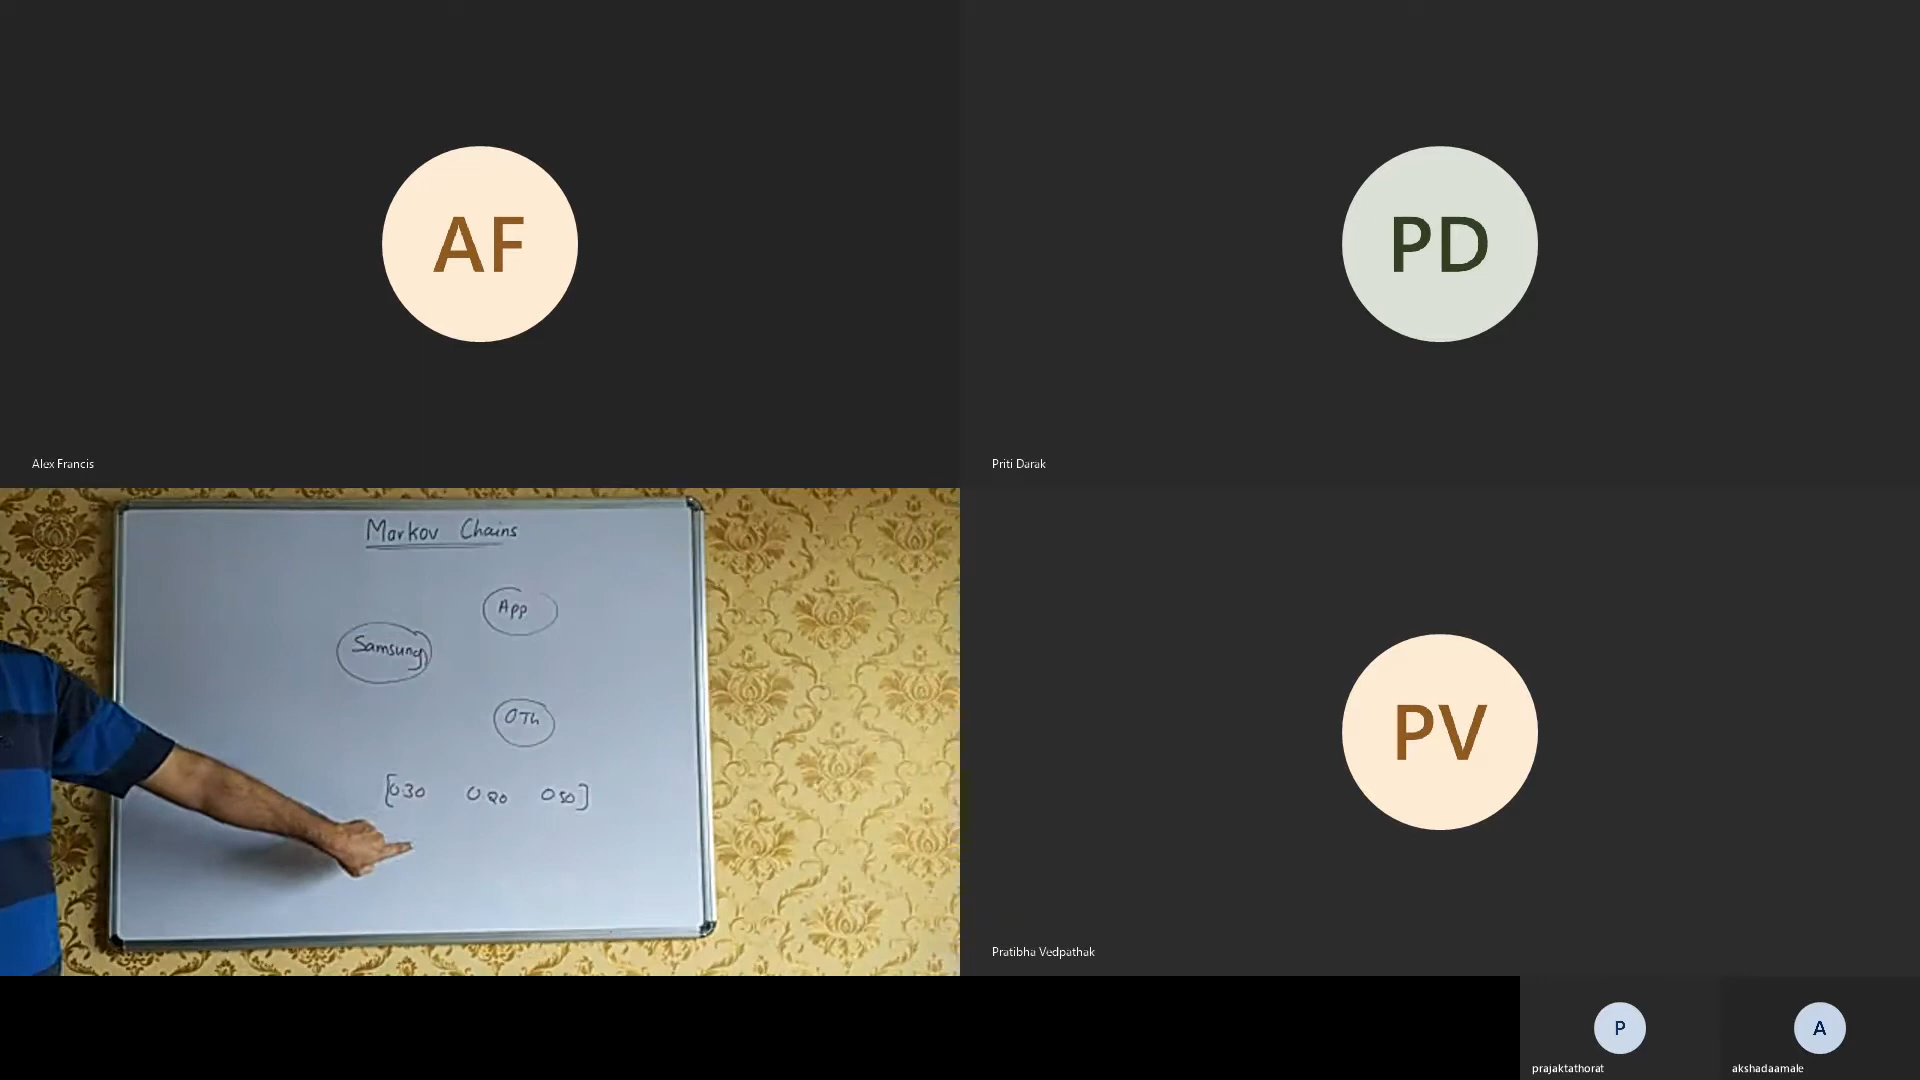 AF
Alex Francis
PD
Priti Darak
Markov Chains
App
Samsung
OTh
[0.30 0.20 0.50]
PV
Pratibha Vedpathak
P
prajaktathorat
A
akshadaamale